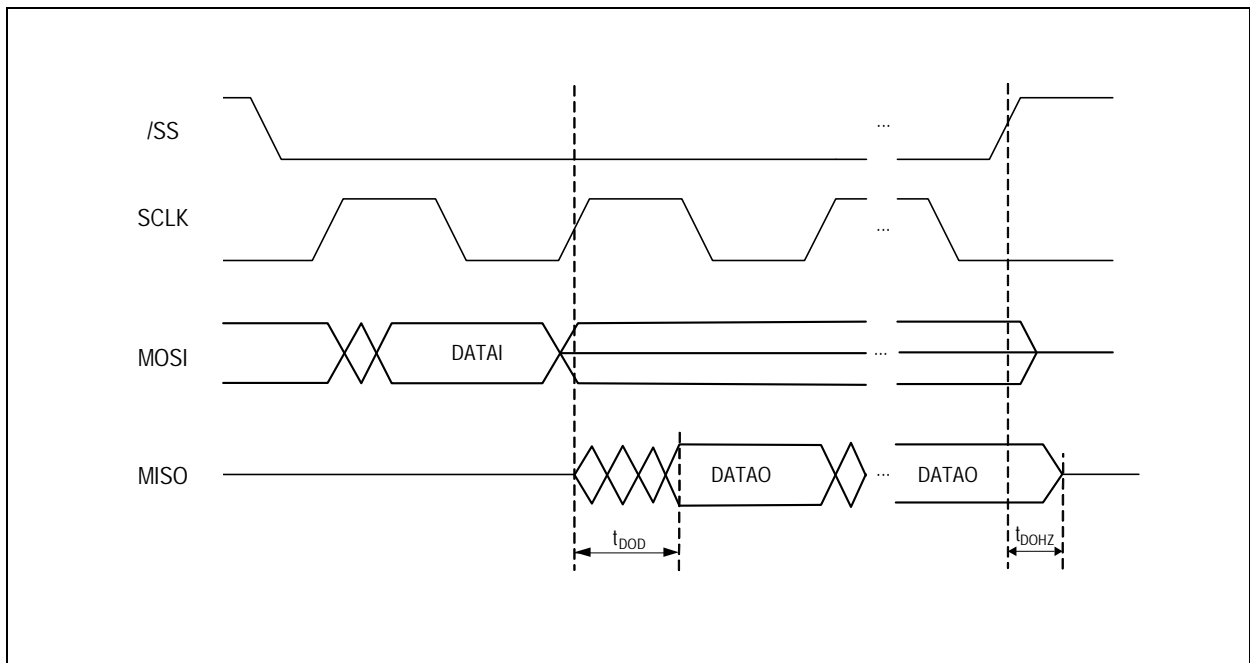 /SS
...
SCLK
...
MOSI
DATAI
...
MISO
DATAO
...
DATAO
tDOD
tDOHZ